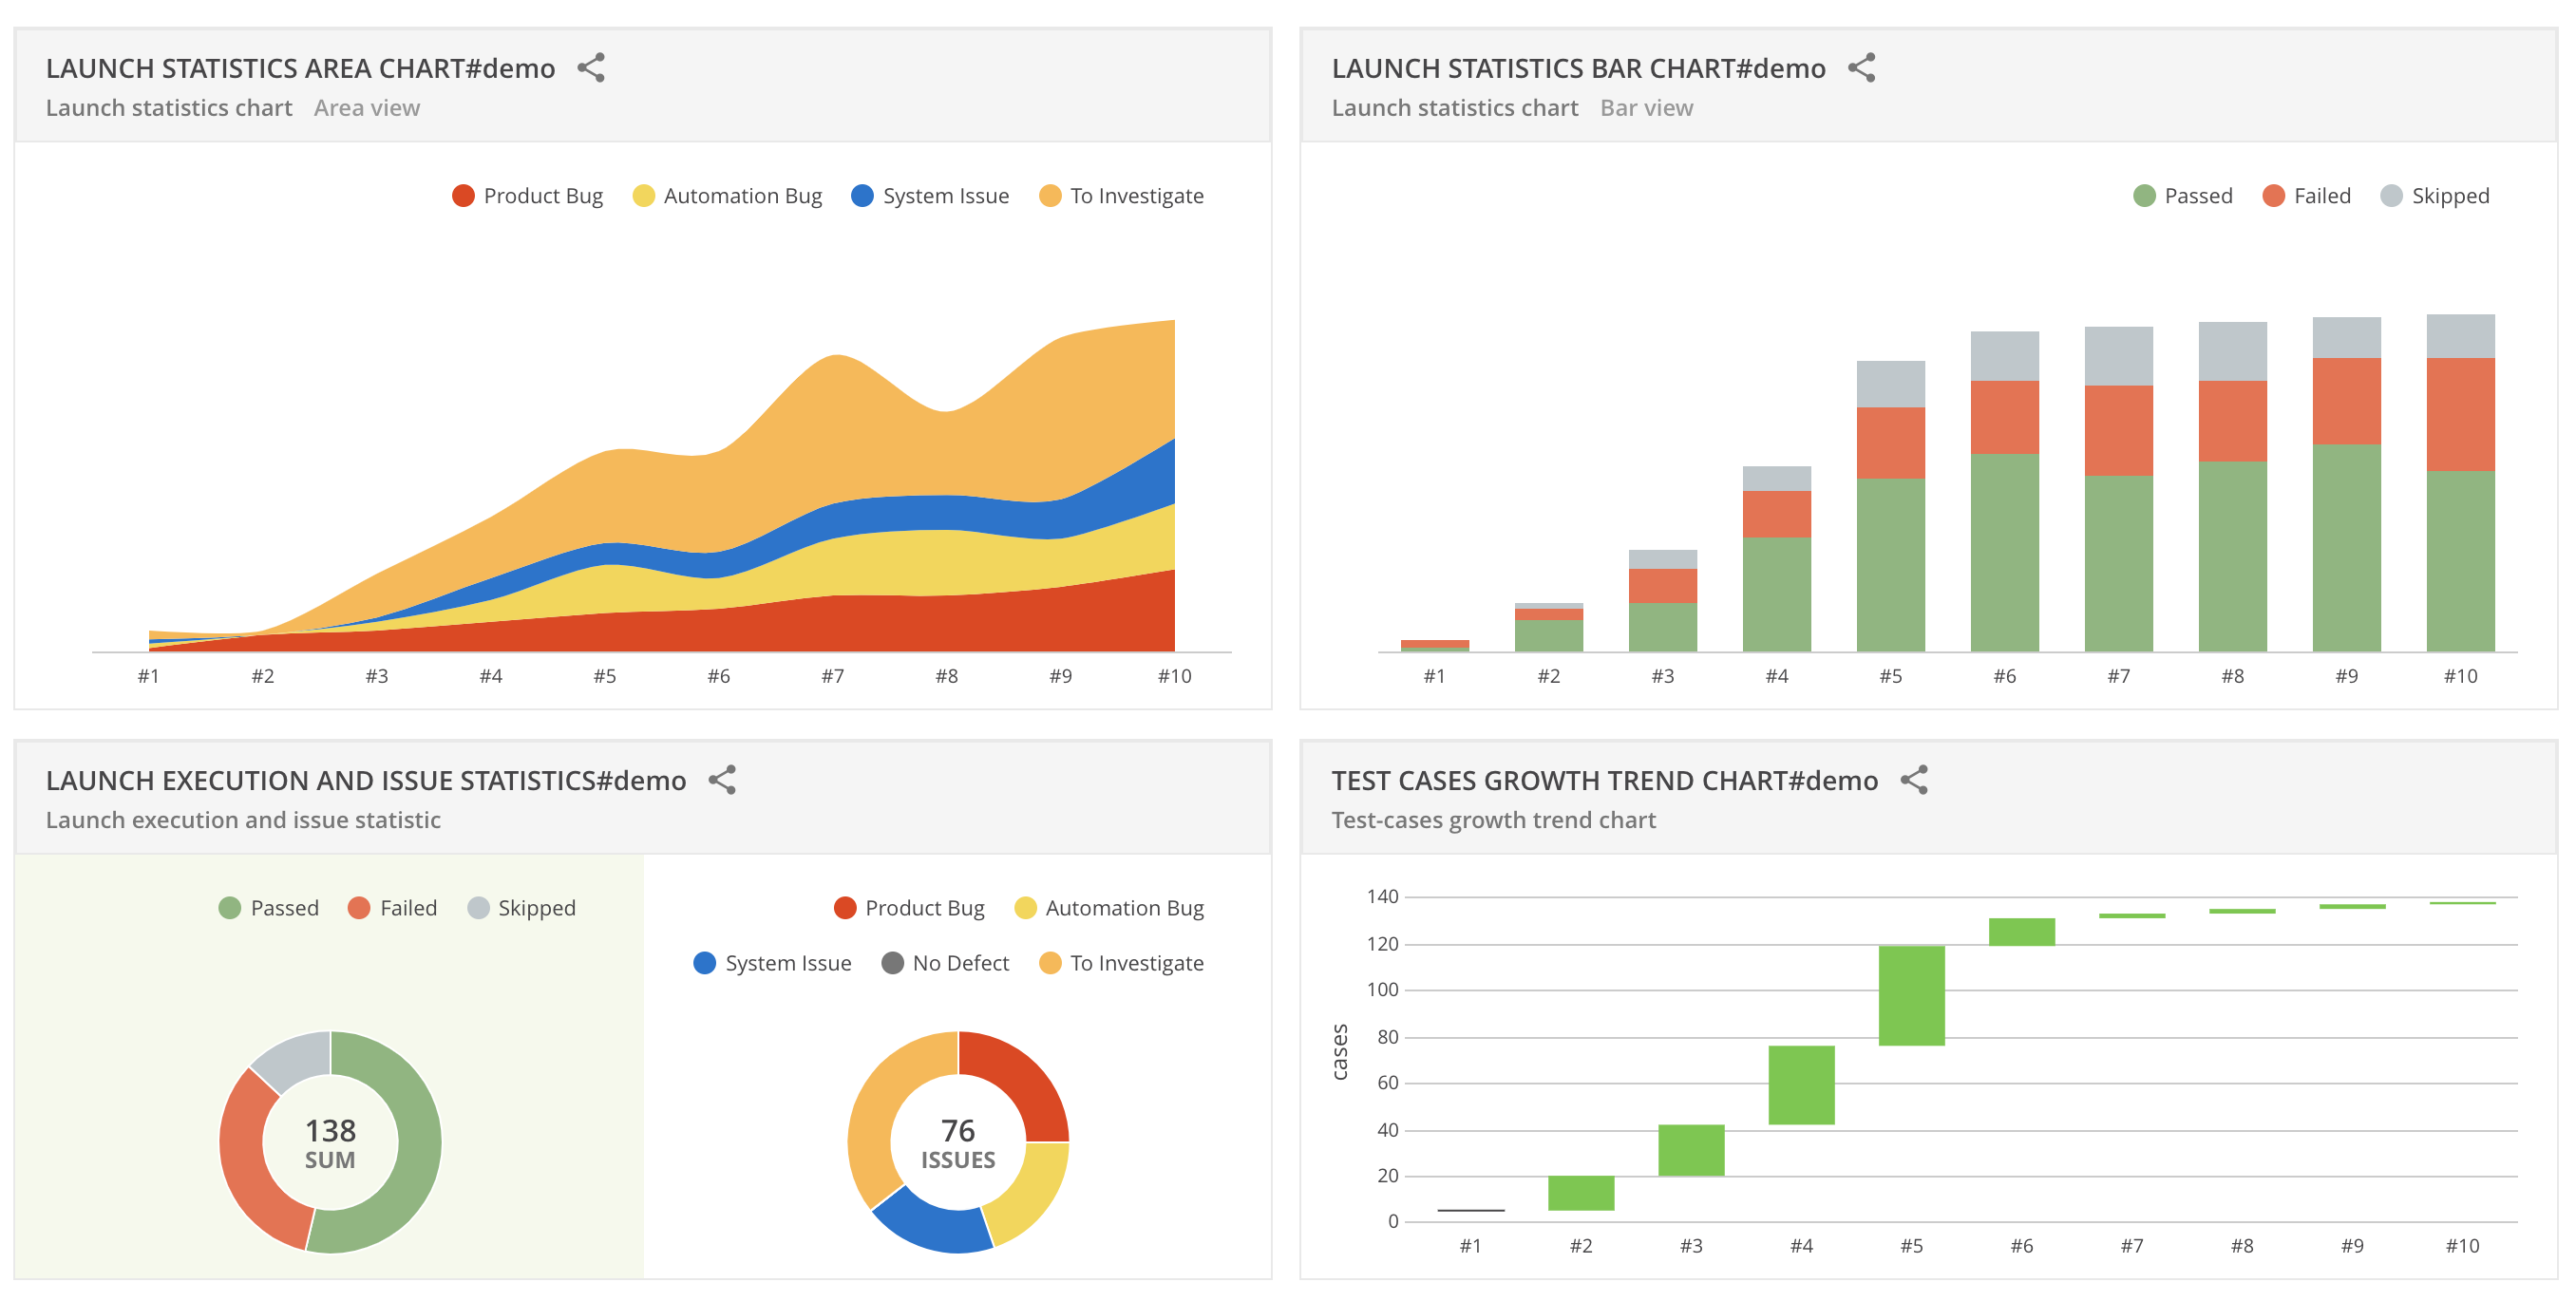 LAUNCH STATISTICS AREA CHART#demo
Launch statistics chart Area view
Product Bug Automation Bug System Issue To Investigate
#1 #2 #3 #4 #5 #6 #7 #8 #9 #10
LAUNCH STATISTICS BAR CHART#demo
Launch statistics chart Bar view
Passed Failed Skipped
#1 #2 #3 #4 #5 #6 #7 #8 #9 #10
LAUNCH EXECUTION AND ISSUE STATISTICS#demo
Launch execution and issue statistic
Passed Failed Skipped
138
SUM
Product Bug Automation Bug
System Issue No Defect To Investigate
76
ISSUES
TEST CASES GROWTH TREND CHART#demo
Test-cases growth trend chart
cases
140
120
100
80
60
40
20
0
#1 #2 #3 #4 #5 #6 #7 #8 #9 #10